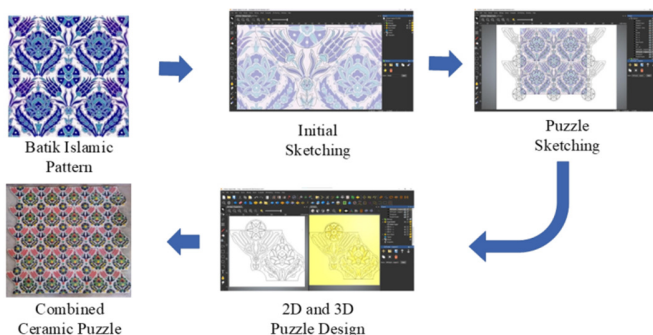 Batik Islamic
Pattern
Initial
Sketching
Puzzle
Sketching
Combined
Ceramic Puzzle
2D and 3D
Puzzle Design